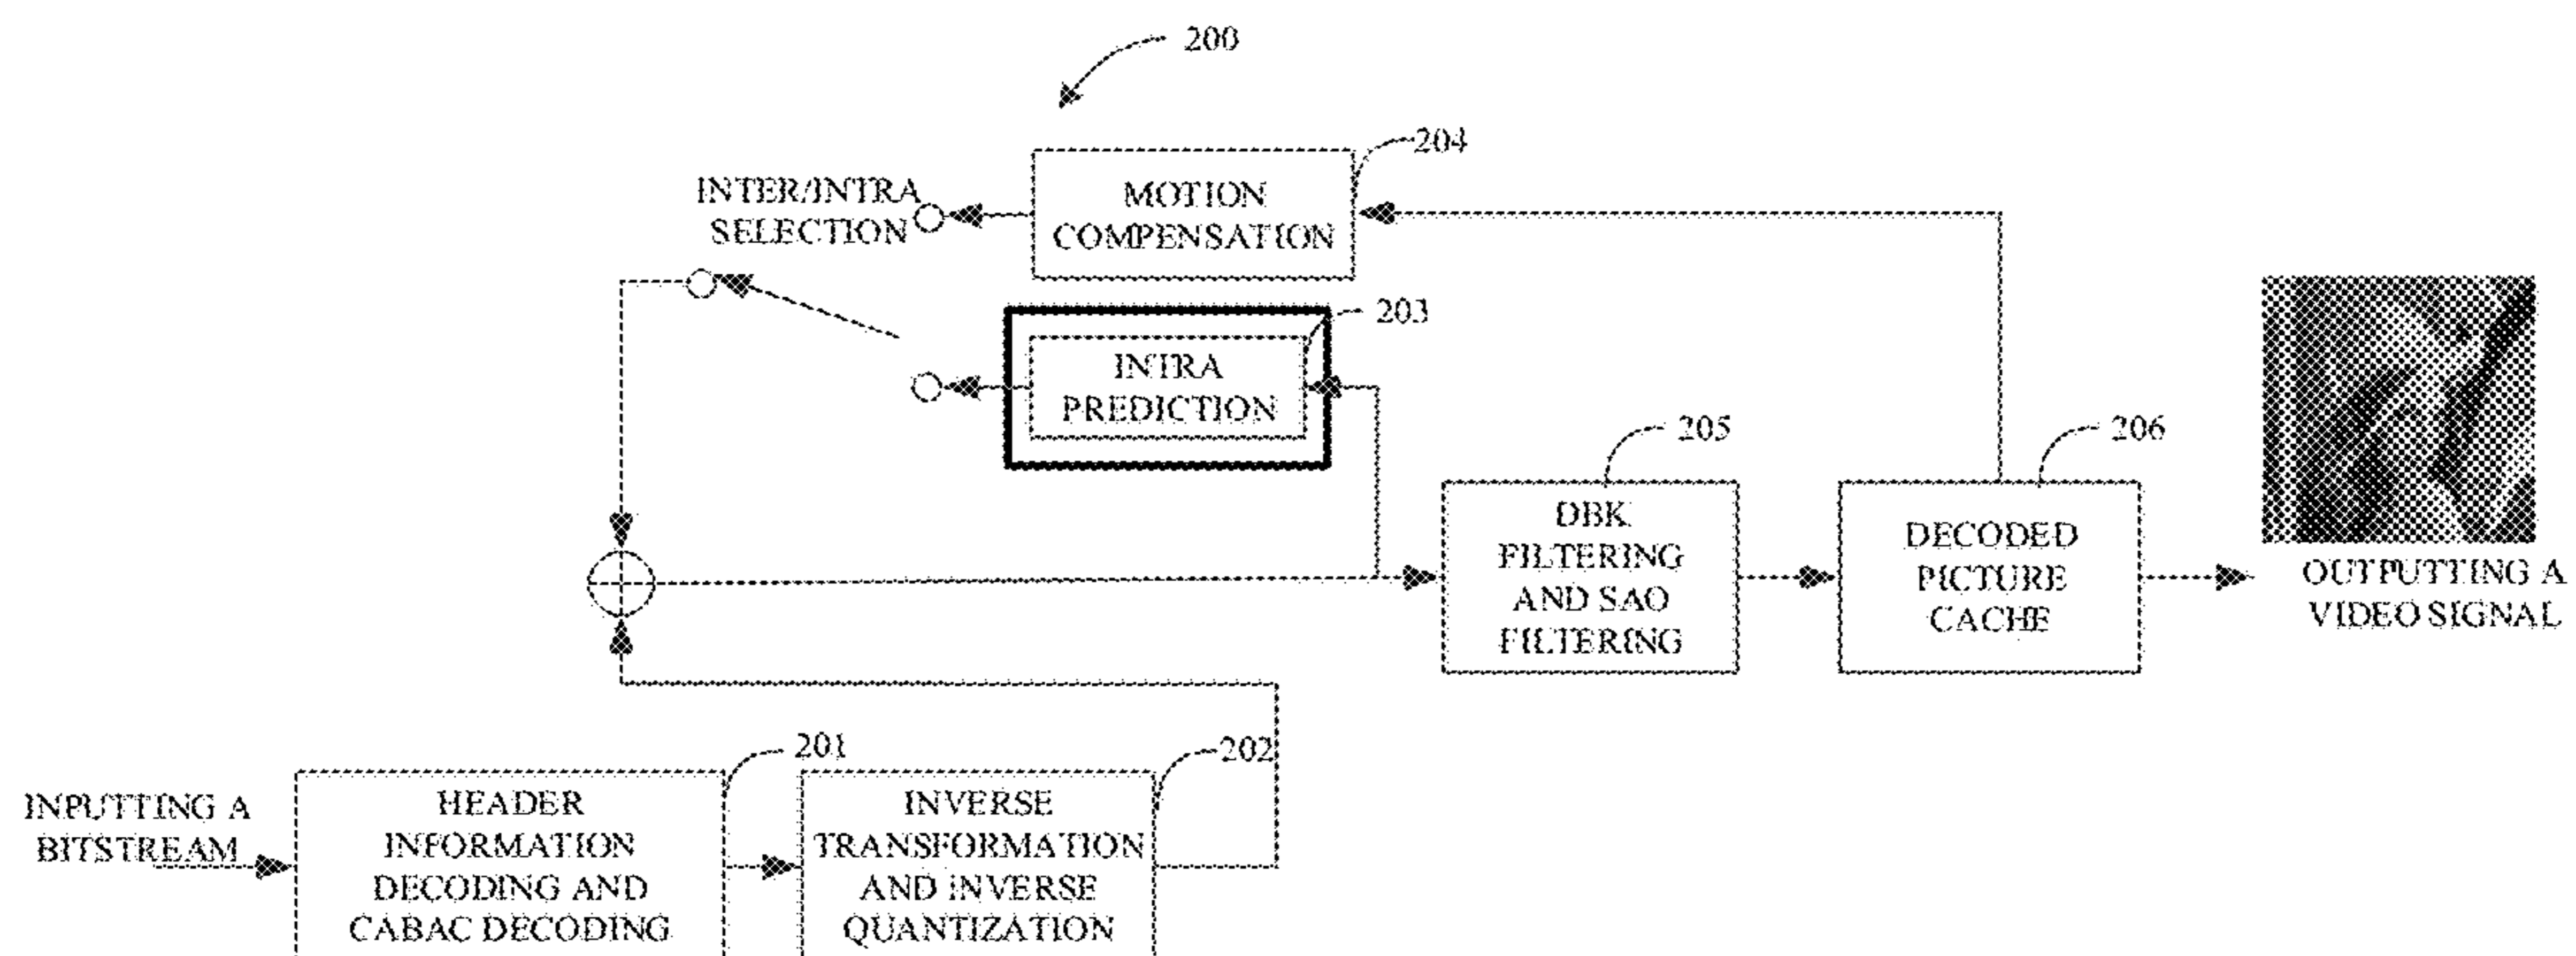 200
204
INTER/INTRA
SELECTION
MOTION
COMPENSATION
203
INTRA
PREDICTION
205
206
DBK
FILTERING
AND SAO
FILTERING
DECODED
PICTURE
CACHE
OUTPUTTING A
VIDEO SIGNAL
201
202
INPUTTING A
BITSTREAM
HEADER
INFORMATION
DECODING AND
CABAC DECODING
INVERSE
TRANSFORMATION
AND INVERSE
QUANTIZATION